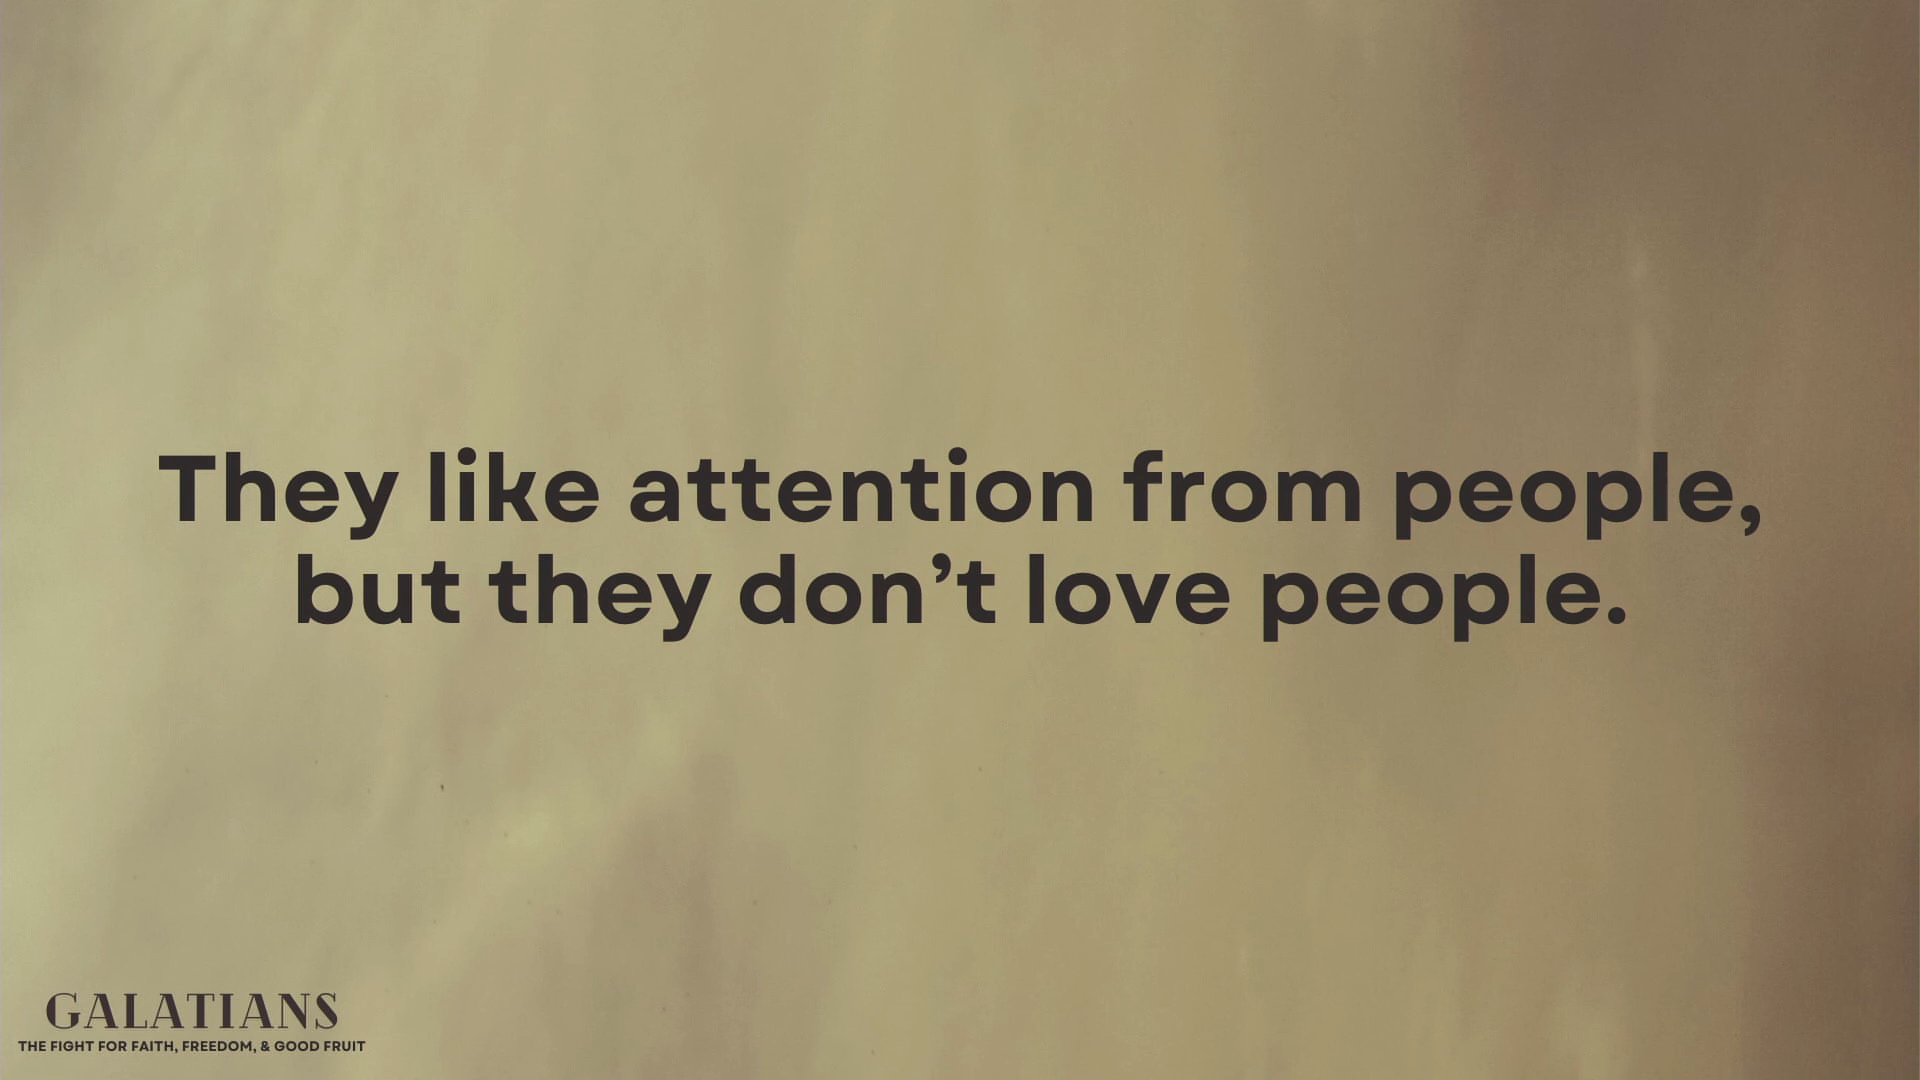 They like attention from people,
but they don’t love people.
GALATIANS
THE FIGHT FOR FAITH, FREEDOM, & GOOD FRUIT